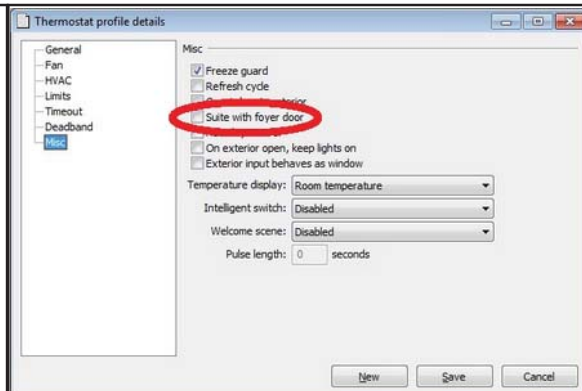 Thermostat profile details
General
Fan
HVAC
Limits
Timeout
Deadband
Misc
Misc
Freeze guard
Refresh cycle
Suite with foyer door
On exterior open, keep lights on
Exterior input behaves as window
Temperature display: Room temperature
Intelligent switch: Disabled
Welcome scene: Disabled
Pulse length: 0 seconds
New Save Cancel